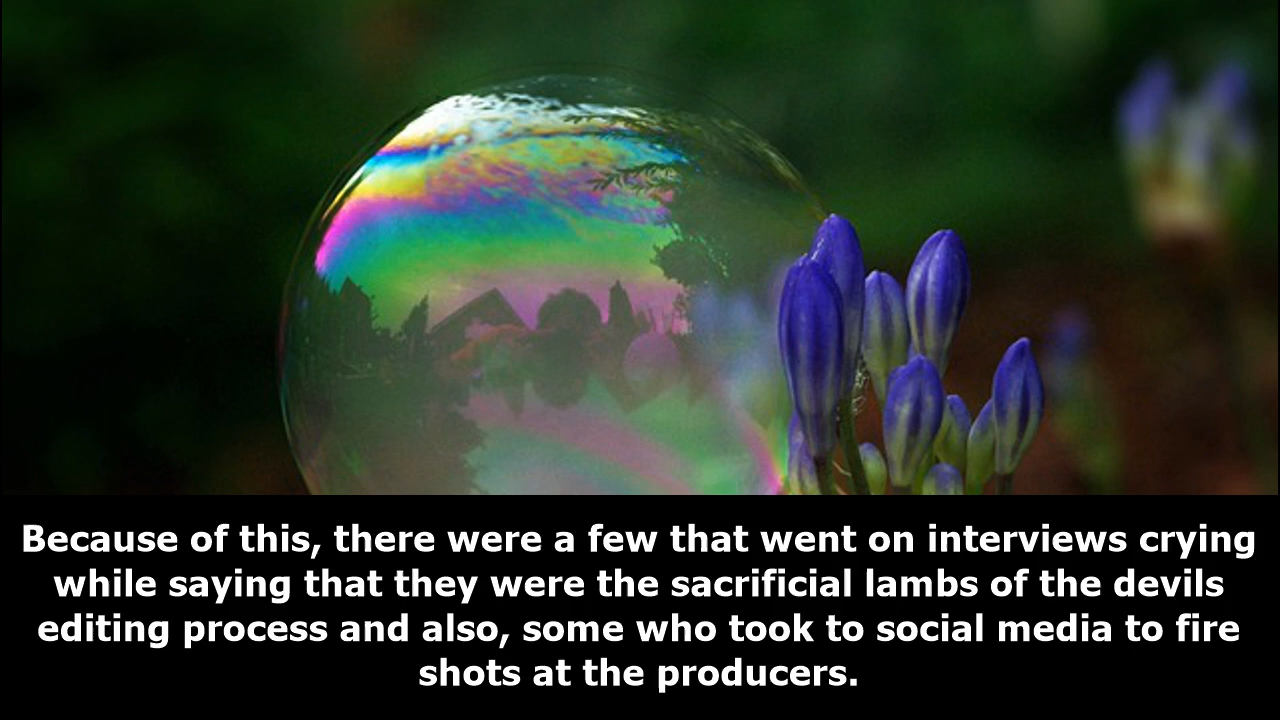 Because of this, there were a few that went on interviews crying
while saying that they were the sacrificial lambs of the devils
editing process and also, some who took to social media to fire
shots at the producers.